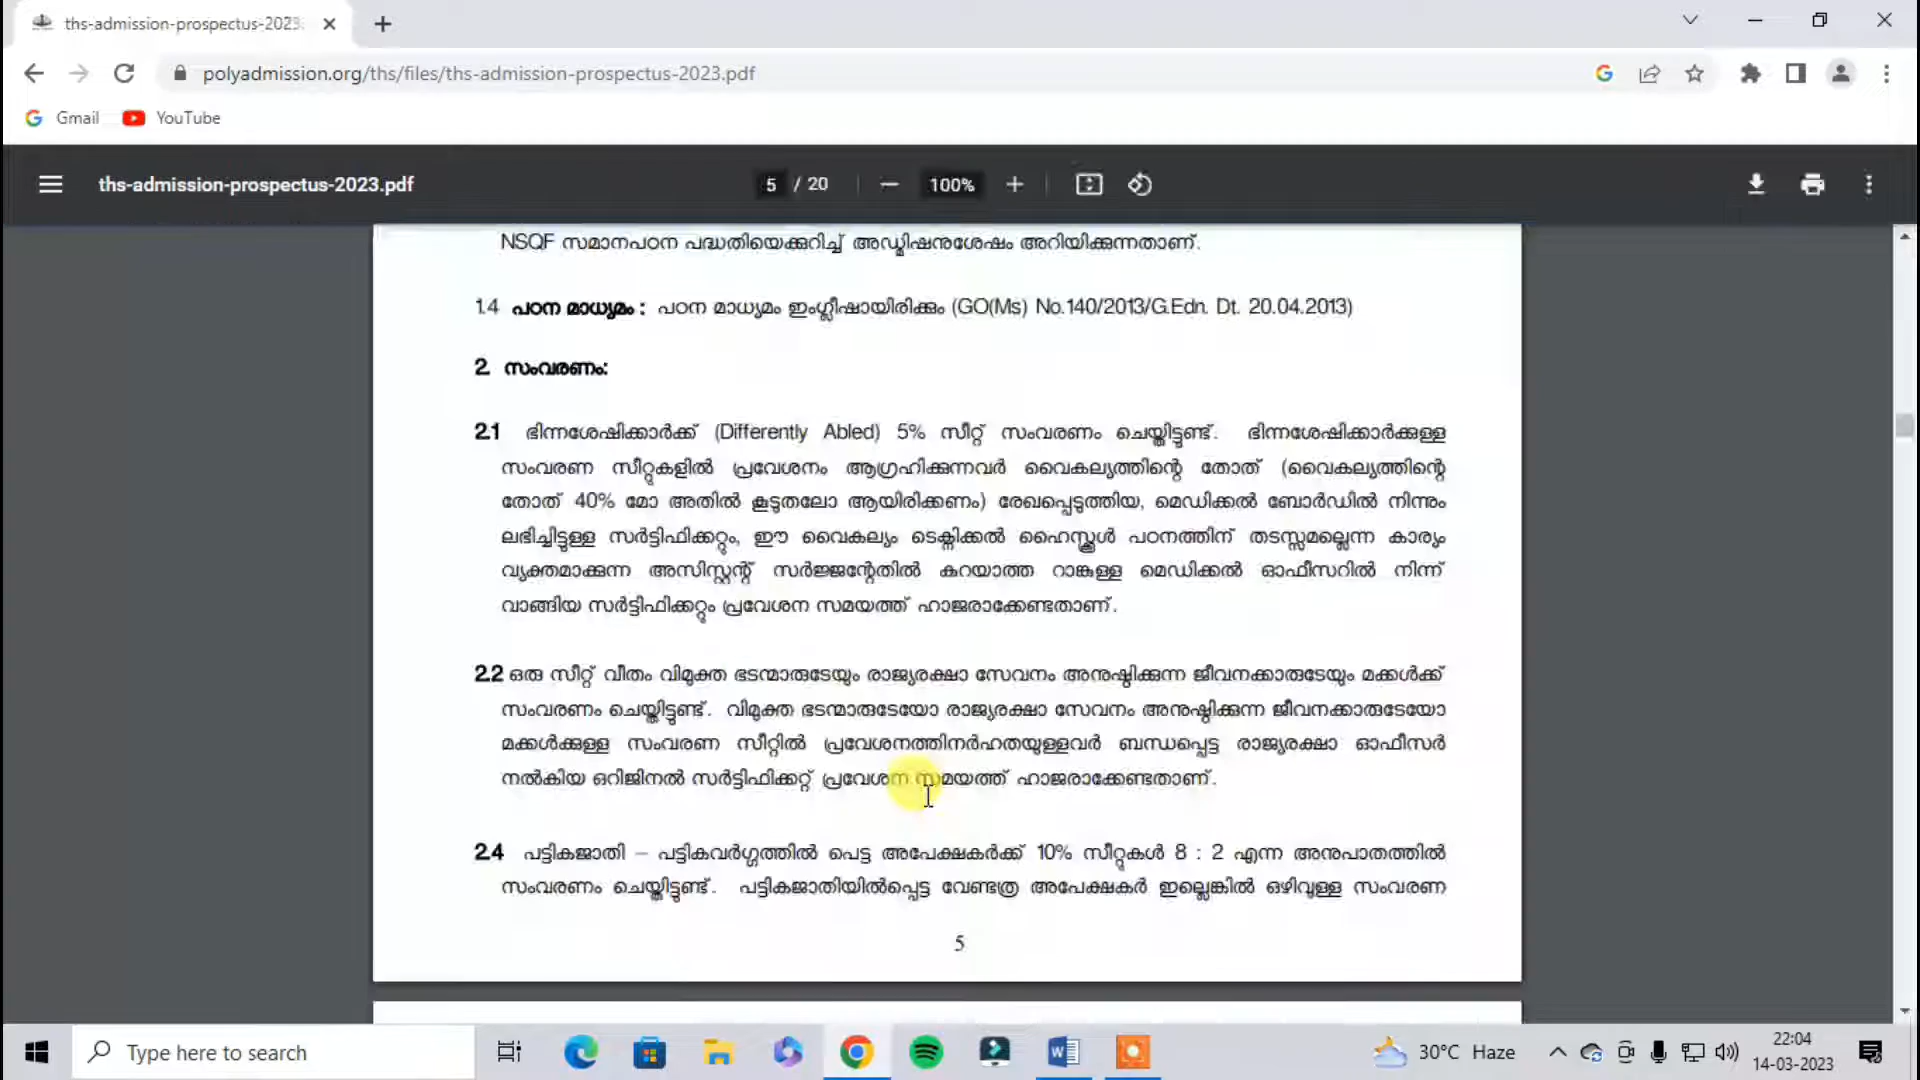 ths-admission-prospectus-2023.
polyadmission.org/ths/files/ths-admission-prospectus-2023.pdf
Gmail YouTube
ths-admission-prospectus-2023.pdf 5 / 20 100%
NSQF സമാനപഠന പദ്ധതിയെക്കുറിച്ച് അഡ്മിഷനുശേഷം അറിയിക്കുന്നതാണ്.
1.4 പഠന മാധ്യമം : പഠന മാധ്യമം ഇംഗ്ലീഷായിരിക്കും (GO(Ms) No.140/2013/G.Edn. Dt. 20.04.2013)
2. സംവരണം:
2.1 ഭിന്നശേഷിക്കാർക്ക് (Differently Abled) 5% സീറ്റ് സംവരണം ചെയ്തിട്ടുണ്ട്. ഭിന്നശേഷിക്കാർക്കുള്ള
സംവരണ സീറ്റുകളിൽ പ്രവേശനം ആഗ്രഹിക്കുന്നവർ വൈകല്യത്തിന്റെ തോത് (വൈകല്യത്തിന്റെ
തോത് 40% മോ അതിൽ കൂടുതലോ ആയിരിക്കണം) രേഖപ്പെടുത്തിയ, മെഡിക്കൽ ബോർഡിൽ നിന്നും
ലഭിച്ചിട്ടുള്ള സർട്ടിഫിക്കറ്റും, ഈ വൈകല്യം ടെക്നിക്കൽ ഹൈസ്കൂൾ പഠനത്തിന് തടസ്സമല്ലെന്ന കാര്യം
വ്യക്തമാക്കുന്ന അസിസ്റ്റന്റ് സർജ്ജന്റേതിൽ കുറയാത്ത റാങ്കുള്ള മെഡിക്കൽ ഓഫീസറിൽ നിന്ന്
വാങ്ങിയ സർട്ടിഫിക്കറ്റും പ്രവേശന സമയത്ത് ഹാജരാക്കേണ്ടതാണ്.
2.2 ഒരു സീറ്റ് വീതം വിമുക്ത ഭടന്മാരുടേയും രാജ്യരക്ഷാ സേവനം അനുഷ്ഠിക്കുന്ന ജീവനക്കാരുടേയും മക്കൾക്ക്
സംവരണം ചെയ്തിട്ടുണ്ട്. വിമുക്ത ഭടന്മാരുടേയോ രാജ്യരക്ഷാ സേവനം അനുഷ്ഠിക്കുന്ന ജീവനക്കാരുടേയോ
മക്കൾക്കുള്ള സംവരണ സീറ്റിൽ പ്രവേശനത്തിനർഹതയുള്ളവർ ബന്ധപ്പെട്ട രാജ്യരക്ഷാ ഓഫീസർ
നൽകിയ ഒറിജിനൽ സർട്ടിഫിക്കറ്റ് പ്രവേശന സമയത്ത് ഹാജരാക്കേണ്ടതാണ്.
2.4 പട്ടികജാതി – പട്ടികവർഗ്ഗത്തിൽ പെട്ട അപേക്ഷകർക്ക് 10% സീറ്റുകൾ 8 : 2 എന്ന അനുപാതത്തിൽ
സംവരണം ചെയ്തിട്ടുണ്ട്. പട്ടികജാതിയിൽപ്പെട്ട വേണ്ടത്ര അപേക്ഷകർ ഇല്ലെങ്കിൽ ഒഴിവുള്ള സംവരണ
5
Type here to search
30°C Haze
22:04
14-03-2023